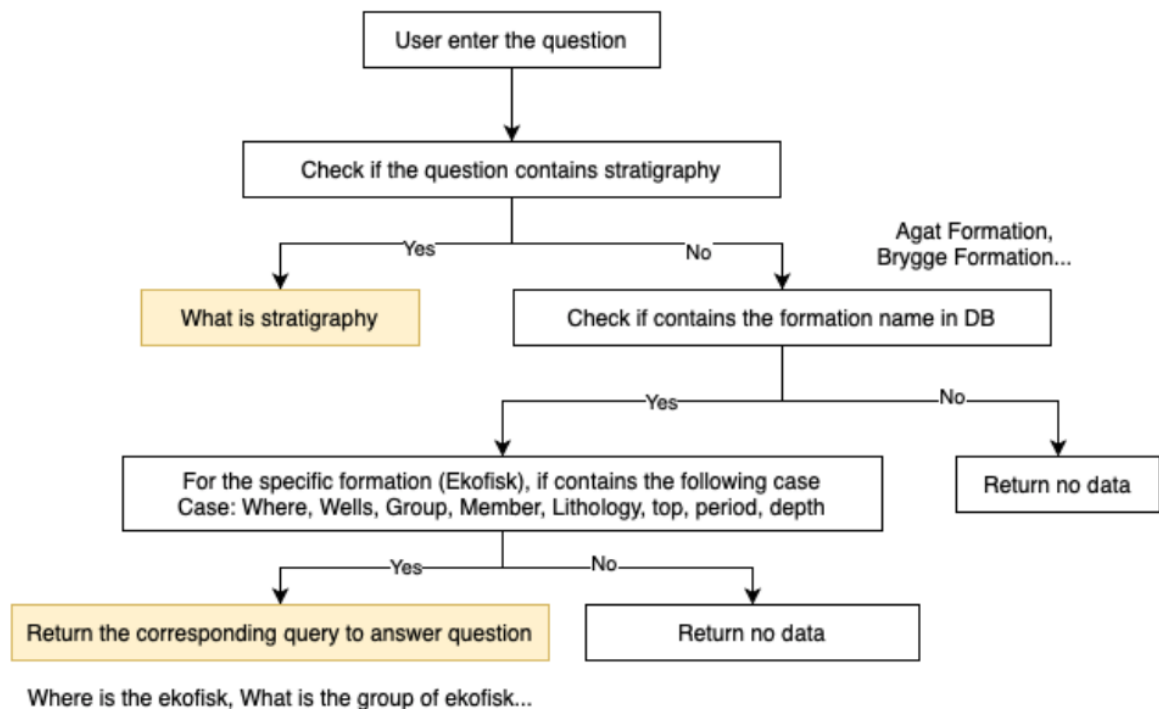 User enter the question
Check if the question contains stratigraphy
Agat Formation,
Brygge Formation...
Yes
No
What is stratigraphy
Check if contains the formation name in DB
Yes
No
For the specific formation (Ekofisk), if contains the following case
Case: Where, Wells, Group, Member, Lithology, top, period, depth
Return no data
Yes
No
Return the corresponding query to answer question
Return no data
Where is the ekofisk, What is the group of ekofisk...